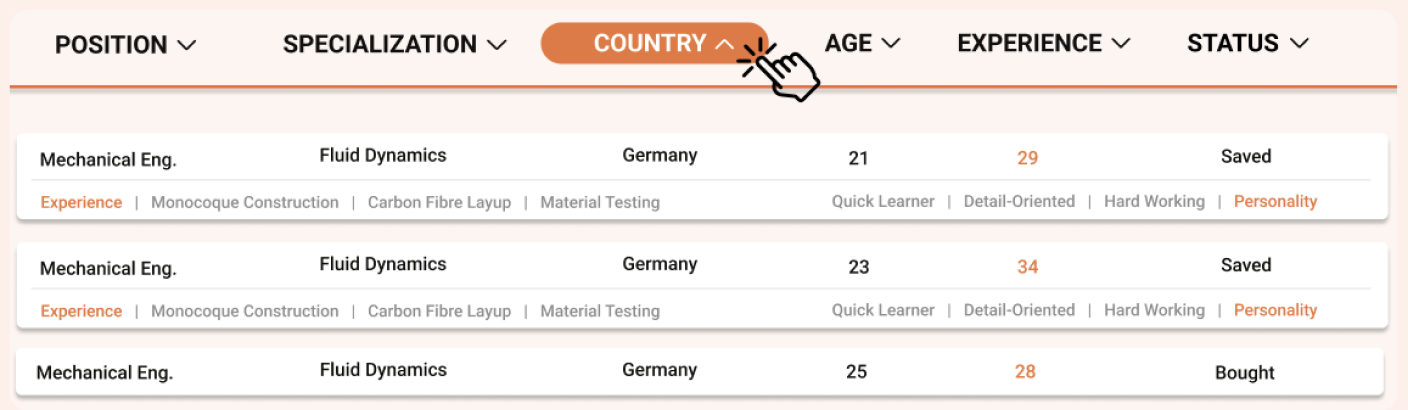 POSITION SPECIALIZATION COUNTRY AGE EXPERIENCE STATUS
Mechanical Eng. Fluid Dynamics Germany 21 29 Saved
Experience | Monocoque Construction | Carbon Fibre Layup | Material Testing Quick Learner | Detail-Oriented | Hard Working | Personality
Mechanical Eng. Fluid Dynamics Germany 23 34 Saved
Experience | Monocoque Construction | Carbon Fibre Layup | Material Testing Quick Learner | Detail-Oriented | Hard Working | Personality
Mechanical Eng. Fluid Dynamics Germany 25 28 Bought